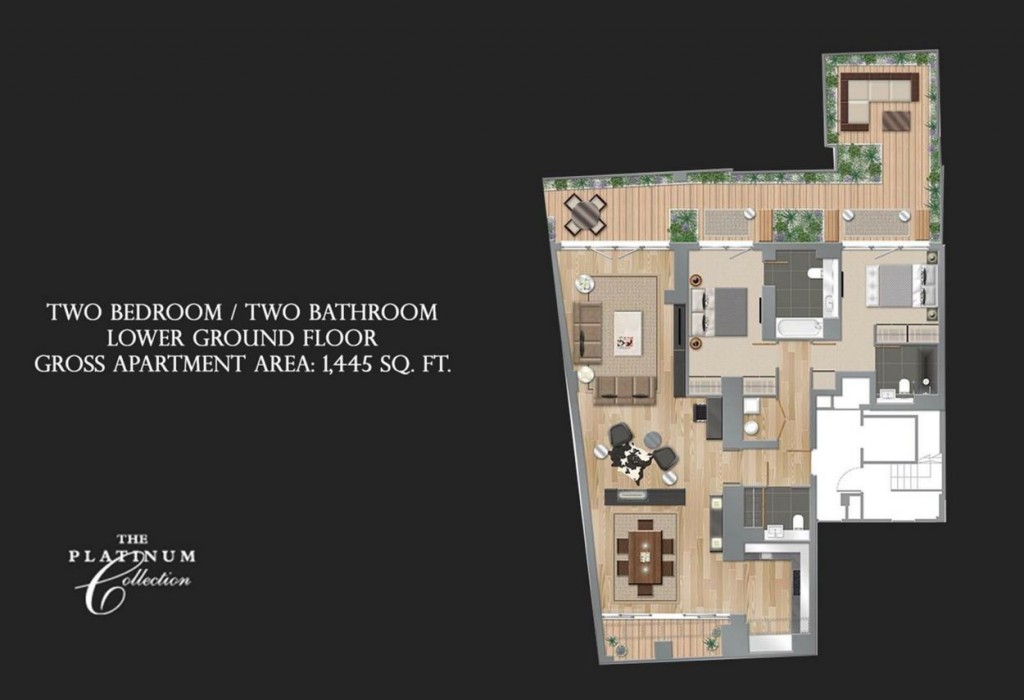 TWO BEDROOM / TWO BATHROOM
LOWER GROUND FLOOR
GROSS APARTMENT AREA: 1,445 SQ. FT.
THE
PLATINUM
Collection